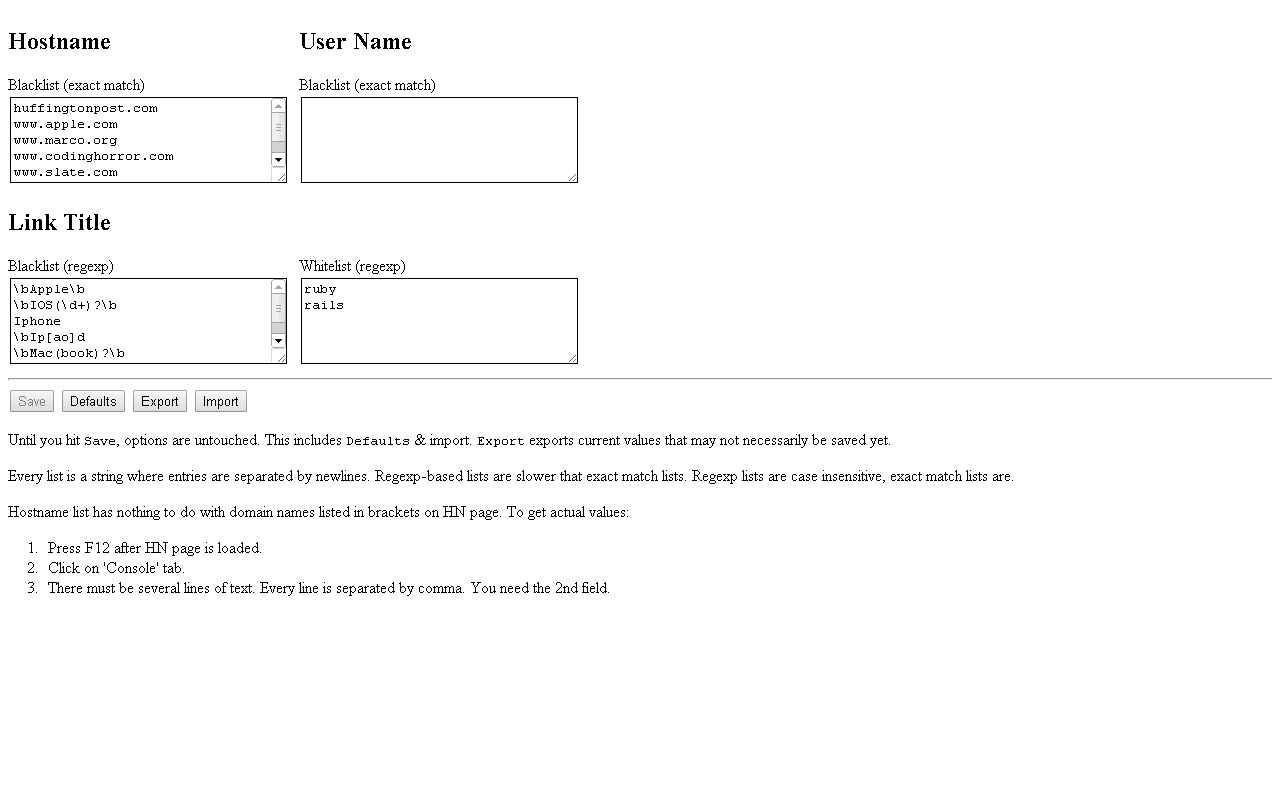 Hostname
User Name
Blacklist (exact match)
Blacklist (exact match)
huffingtonpost.com
www.apple.com
www.marco.org
www.codinghorror.com
www.slate.com
Link Title
Blacklist (regexp)
Whitelist (regexp)
\bApple\b
\bIOS(\d+)?\b
Iphone
\bIp[ao]d
\bMac(book)?\b
ruby
rails
Save Defaults Export Import
Until you hit Save, options are untouched. This includes Defaults & import. Export exports current values that may not necessarily be saved yet.
Every list is a string where entries are separated by newlines. Regexp-based lists are slower that exact match lists. Regexp lists are case insensitive, exact match lists are.
Hostname list has nothing to do with domain names listed in brackets on HN page. To get actual values:
1. Press F12 after HN page is loaded.
2. Click on 'Console' tab.
3. There must be several lines of text. Every line is separated by comma. You need the 2nd field.